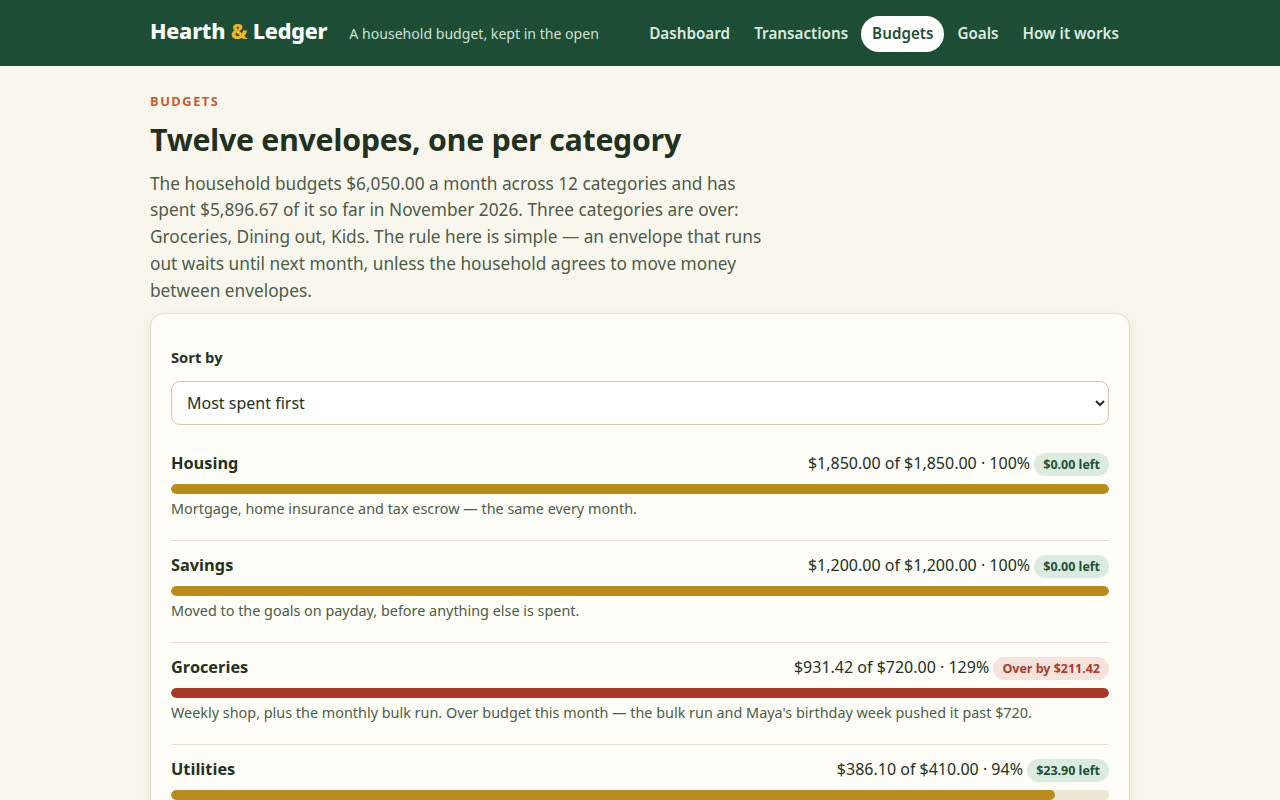 Hearth & Ledger
A household budget, kept in the open
Dashboard
Transactions
Budgets
Goals
How it works
BUDGETS
Twelve envelopes, one per category
The household budgets $6,050.00 a month across 12 categories and has
spent $5,896.67 of it so far in November 2026. Three categories are over:
Groceries, Dining out, Kids. The rule here is simple — an envelope that runs
out waits until next month, unless the household agrees to move money
between envelopes.
Sort by
Most spent first
Housing
$1,850.00 of $1,850.00 · 100% $0.00 left
Mortgage, home insurance and tax escrow — the same every month.
Savings
$1,200.00 of $1,200.00 · 100% $0.00 left
Moved to the goals on payday, before anything else is spent.
Groceries
$931.42 of $720.00 · 129% Over by $211.42
Weekly shop, plus the monthly bulk run. Over budget this month — the bulk run and Maya's birthday week pushed it past $720.
Utilities
$386.10 of $410.00 · 94% $23.90 left